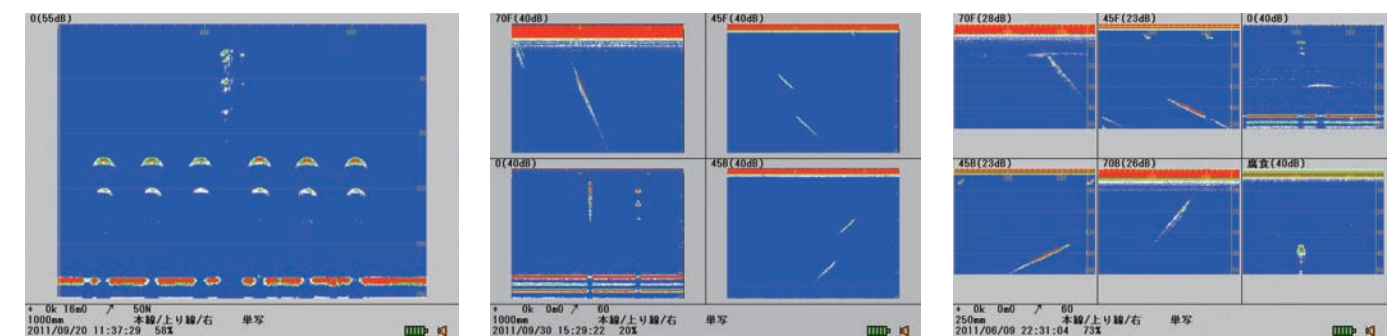 0(55dB)
+ 0k 16m0 ↗ 50N
1000mm 本線/上り線/右 単写
2011/09/20 11:37:29 58%
70F(40dB) 45F(40dB)
0(40dB) 45B(40dB)
+ 0k 0m0 ↗ 60
1000mm 本線/上り線/右 単写
2011/09/30 15:29:22 20%
70F(28dB) 45F(23dB) 0(40dB)
45B(23dB) 70B(26dB) 腐食(40dB)
+ 0k 0m0 ↗ 60
250mm 本線/上り線/右 単写
2011/06/09 22:31:04 73%